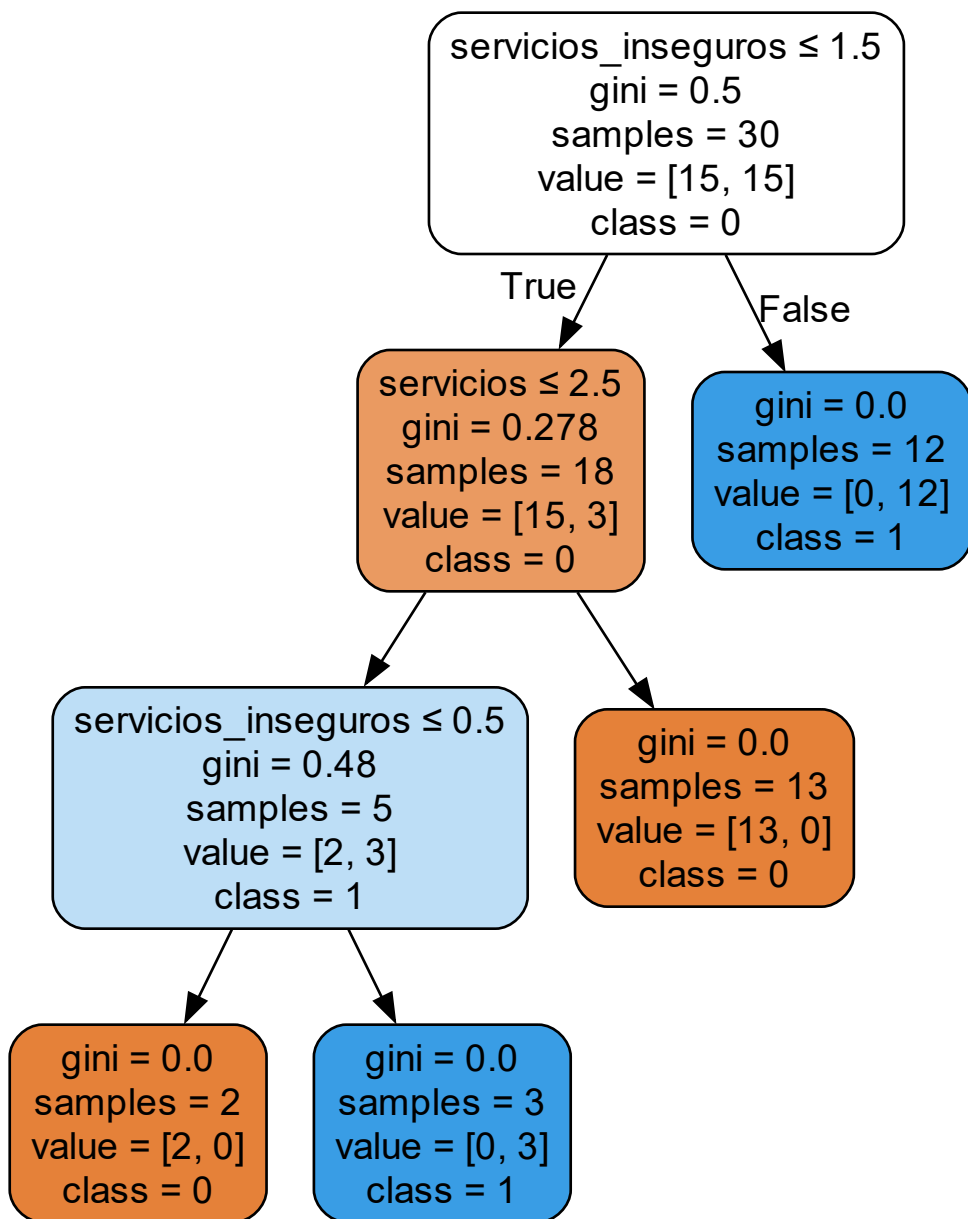 servicios_inseguros ≤ 1.5
gini = 0.5
samples = 30
value = [15, 15]
class = 0
True
False
servicios ≤ 2.5
gini = 0.278
samples = 18
value = [15, 3]
class = 0
gini = 0.0
samples = 12
value = [0, 12]
class = 1
servicios_inseguros ≤ 0.5
gini = 0.48
samples = 5
value = [2, 3]
class = 1
gini = 0.0
samples = 13
value = [13, 0]
class = 0
gini = 0.0
samples = 2
value = [2, 0]
class = 0
gini = 0.0
samples = 3
value = [0, 3]
class = 1